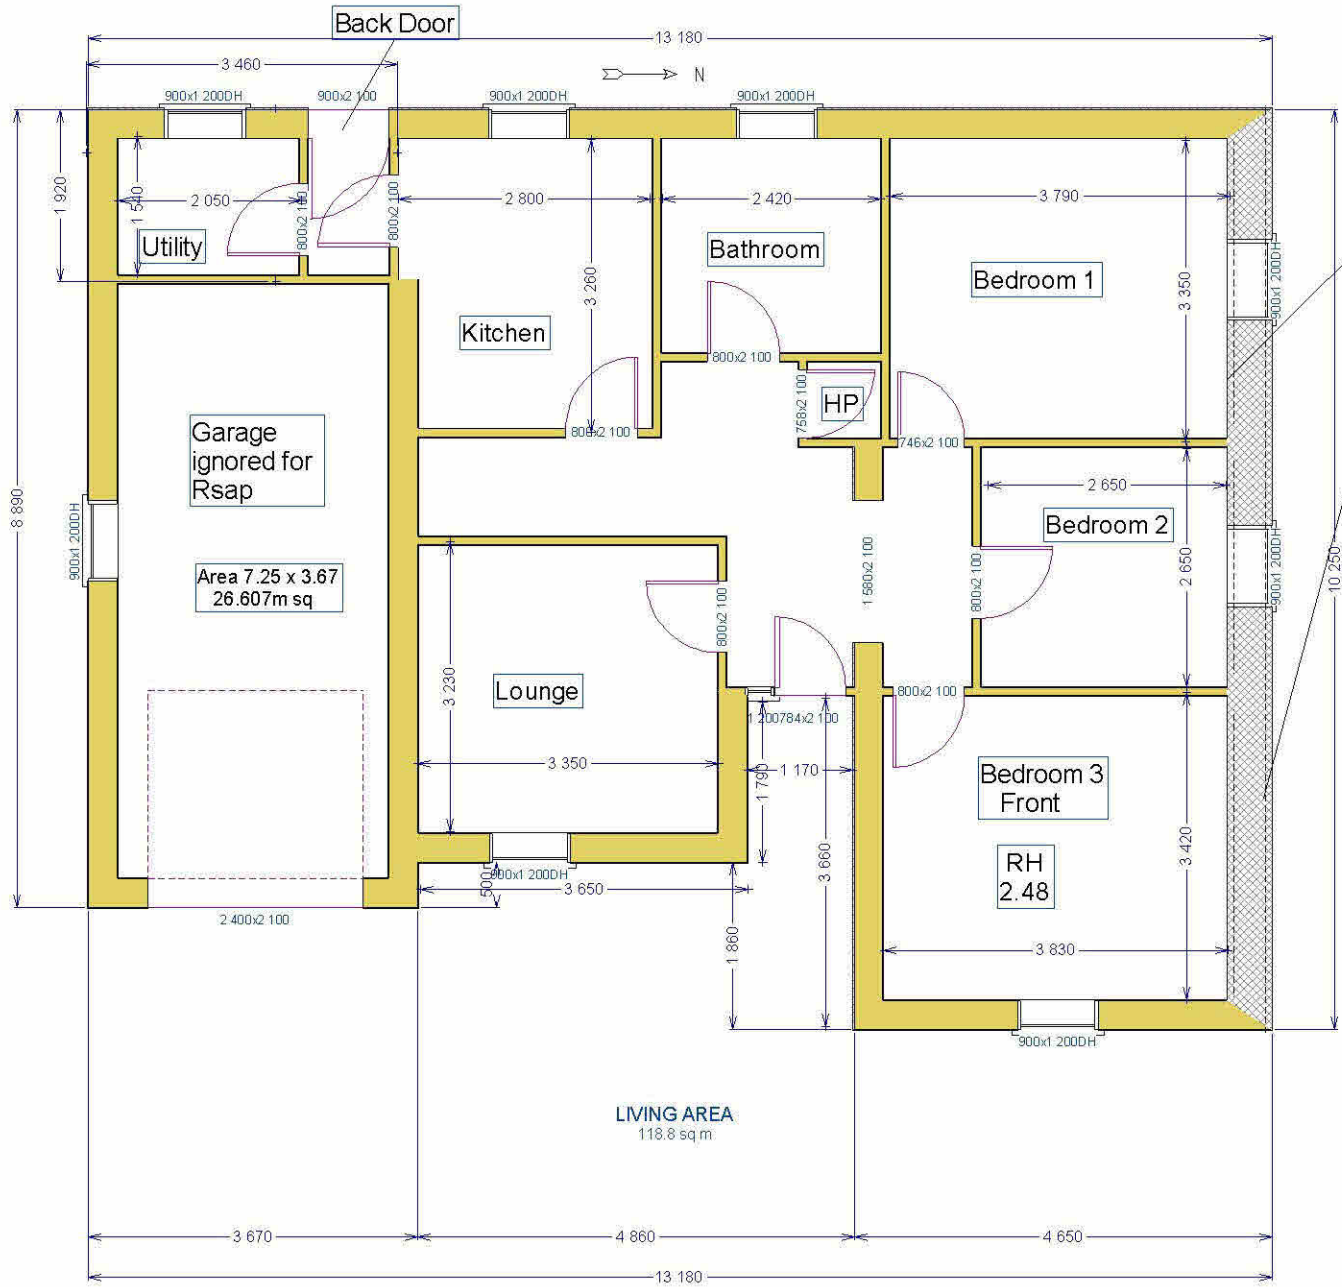 Back Door
13 180
3 460
N
900x1 200DH
900x2 100
900x1 200DH
900x1 200DH
1 920
1 540
2 050
800x2 100
800x2 100
2 800
2 420
3 790
Utility
Bathroom
Bedroom 1
3 260
3 350
900x1 200DH
Kitchen
800x2 100
758x2 100
HP
800x2 100
746x2 100
Garage
ignored for
Rsap
8 890
2 650
Bedroom 2
900x1 200DH
1 580x2 100
2 650
900x1 200DH
10 250
Area 7.25 x 3.67
26.607m sq
800x2 100
800x2 100
3 230
Lounge
800x2 100
1 200784x2 100
3 350
1 790
1 170
Bedroom 3
Front
3 660
3 420
RH
2.48
500
900x1 200DH
3 650
2 400x2 100
1 860
3 830
900x1 200DH
LIVING AREA
118.8 sq m
3 670
4 860
4 650
13 180